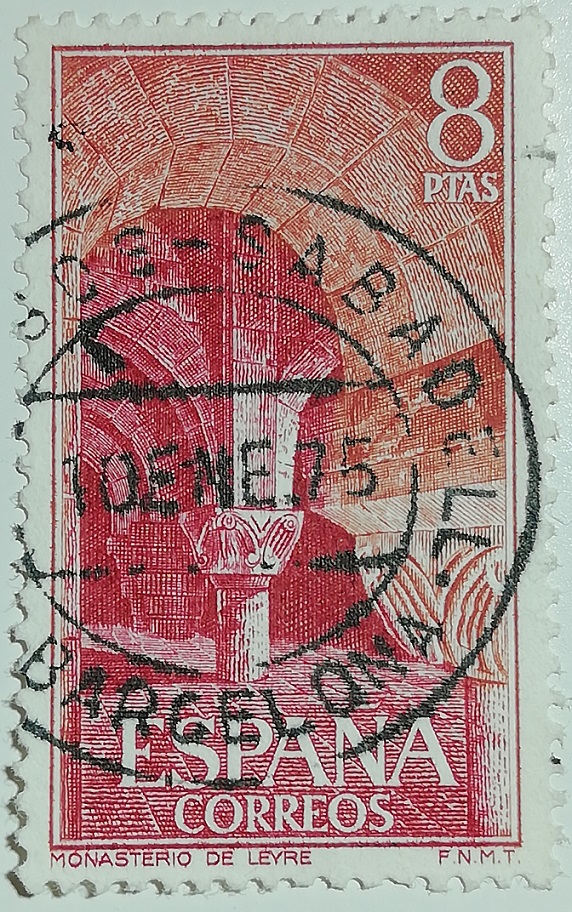 8
PTAS
SABADELL
10 ENE. 75
BARCELONA
ESPAÑA
CORREOS
MONASTERIO DE LEYRE
F.N.M.T.